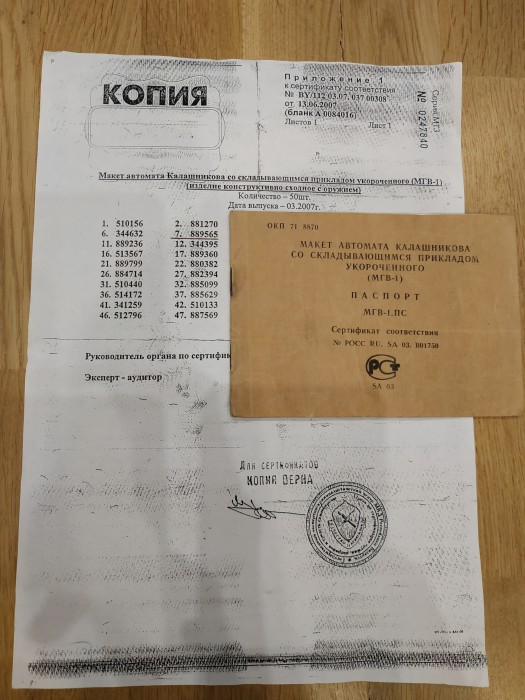 КОПИЯ
Приложение 1
к сертификату соответствия
№ BY/112 03.07. 037 00308
от 13.06.2007
(бланк А 0084016)
Листов 1 Лист 1
Серия МГЗ
№ 0247840
Макет автомата Калашникова со складывающимся прикладом укороченного (МГВ-1)
(изделие конструктивно сходное с оружием)
Количество – 50шт.
Дата выпуска – 03.2007г.
1. 510156 2. 881270
6. 344632 7. 889565
11. 889236 12. 344395
16. 513567 17. 889360
21. 889799 22. 880382
26. 884714 27. 882394
31. 510440 32. 885099
36. 514172 37. 885629
41. 341259 42. 510133
46. 512796 47. 887569
Руководитель органа по сертифик
Эксперт - аудитор
ОКП 71 8870
МАКЕТ АВТОМАТА КАЛАШНИКОВА
СО СКЛАДЫВАЮЩИМСЯ ПРИКЛАДОМ
УКОРОЧЕННОГО
(МГВ-1)
ПАСПОРТ
МГВ-1.ПС
Сертификат соответствия
№ РОСС RU. SA 03. В01750
РСТ
SA 03
Для сертификатов
КОПИЯ ВЕРНА